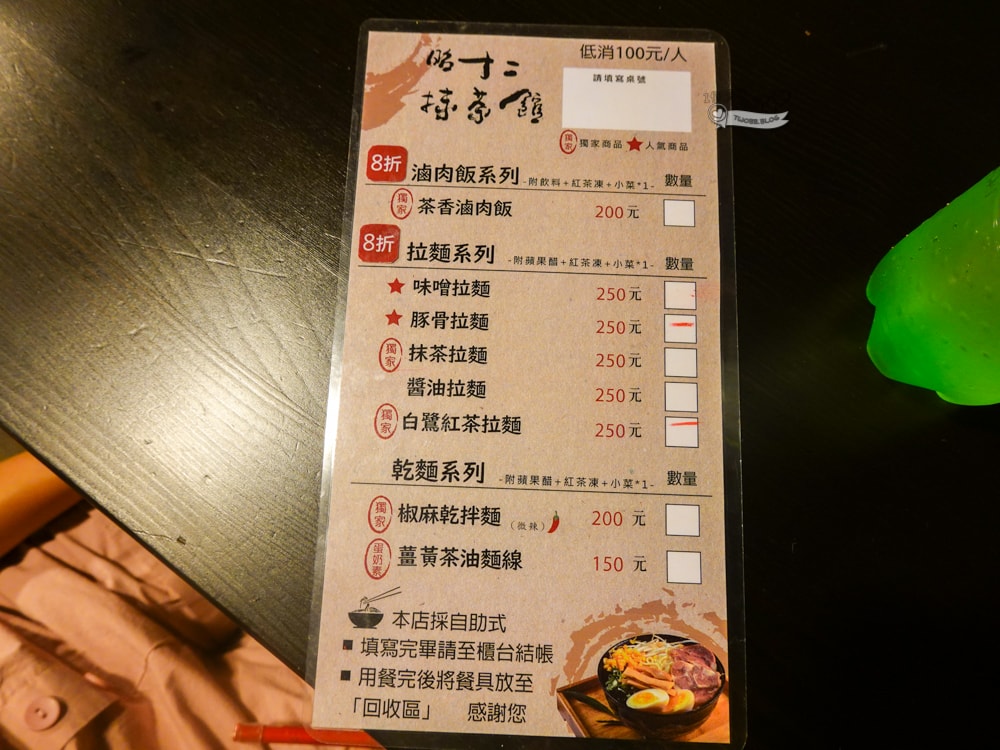 低消100元/人
昭十二
請填寫桌號
TWOBB.BLOG
獨家 獨家商品 ★人氣商品
8折 滷肉飯系列 -附飲料+紅茶凍+小菜*1- 數量
獨家 茶香滷肉飯 200元
8折 拉麵系列 -附蘋果醋+紅茶凍+小菜*1- 數量
★ 味噌拉麵 250元
★ 豚骨拉麵 250元
獨家 抹茶拉麵 250元
醬油拉麵 250元
獨家 白鷺紅茶拉麵 250元
乾麵系列 -附蘋果醋+紅茶凍+小菜*1- 數量
獨家 椒麻乾拌麵 (微辣) 200元
蛋奶素 薑黃茶油麵線 150元
本店採自助式
■ 填寫完畢請至櫃台結帳
■ 用餐完後將餐具放至
「回收區」 感謝您